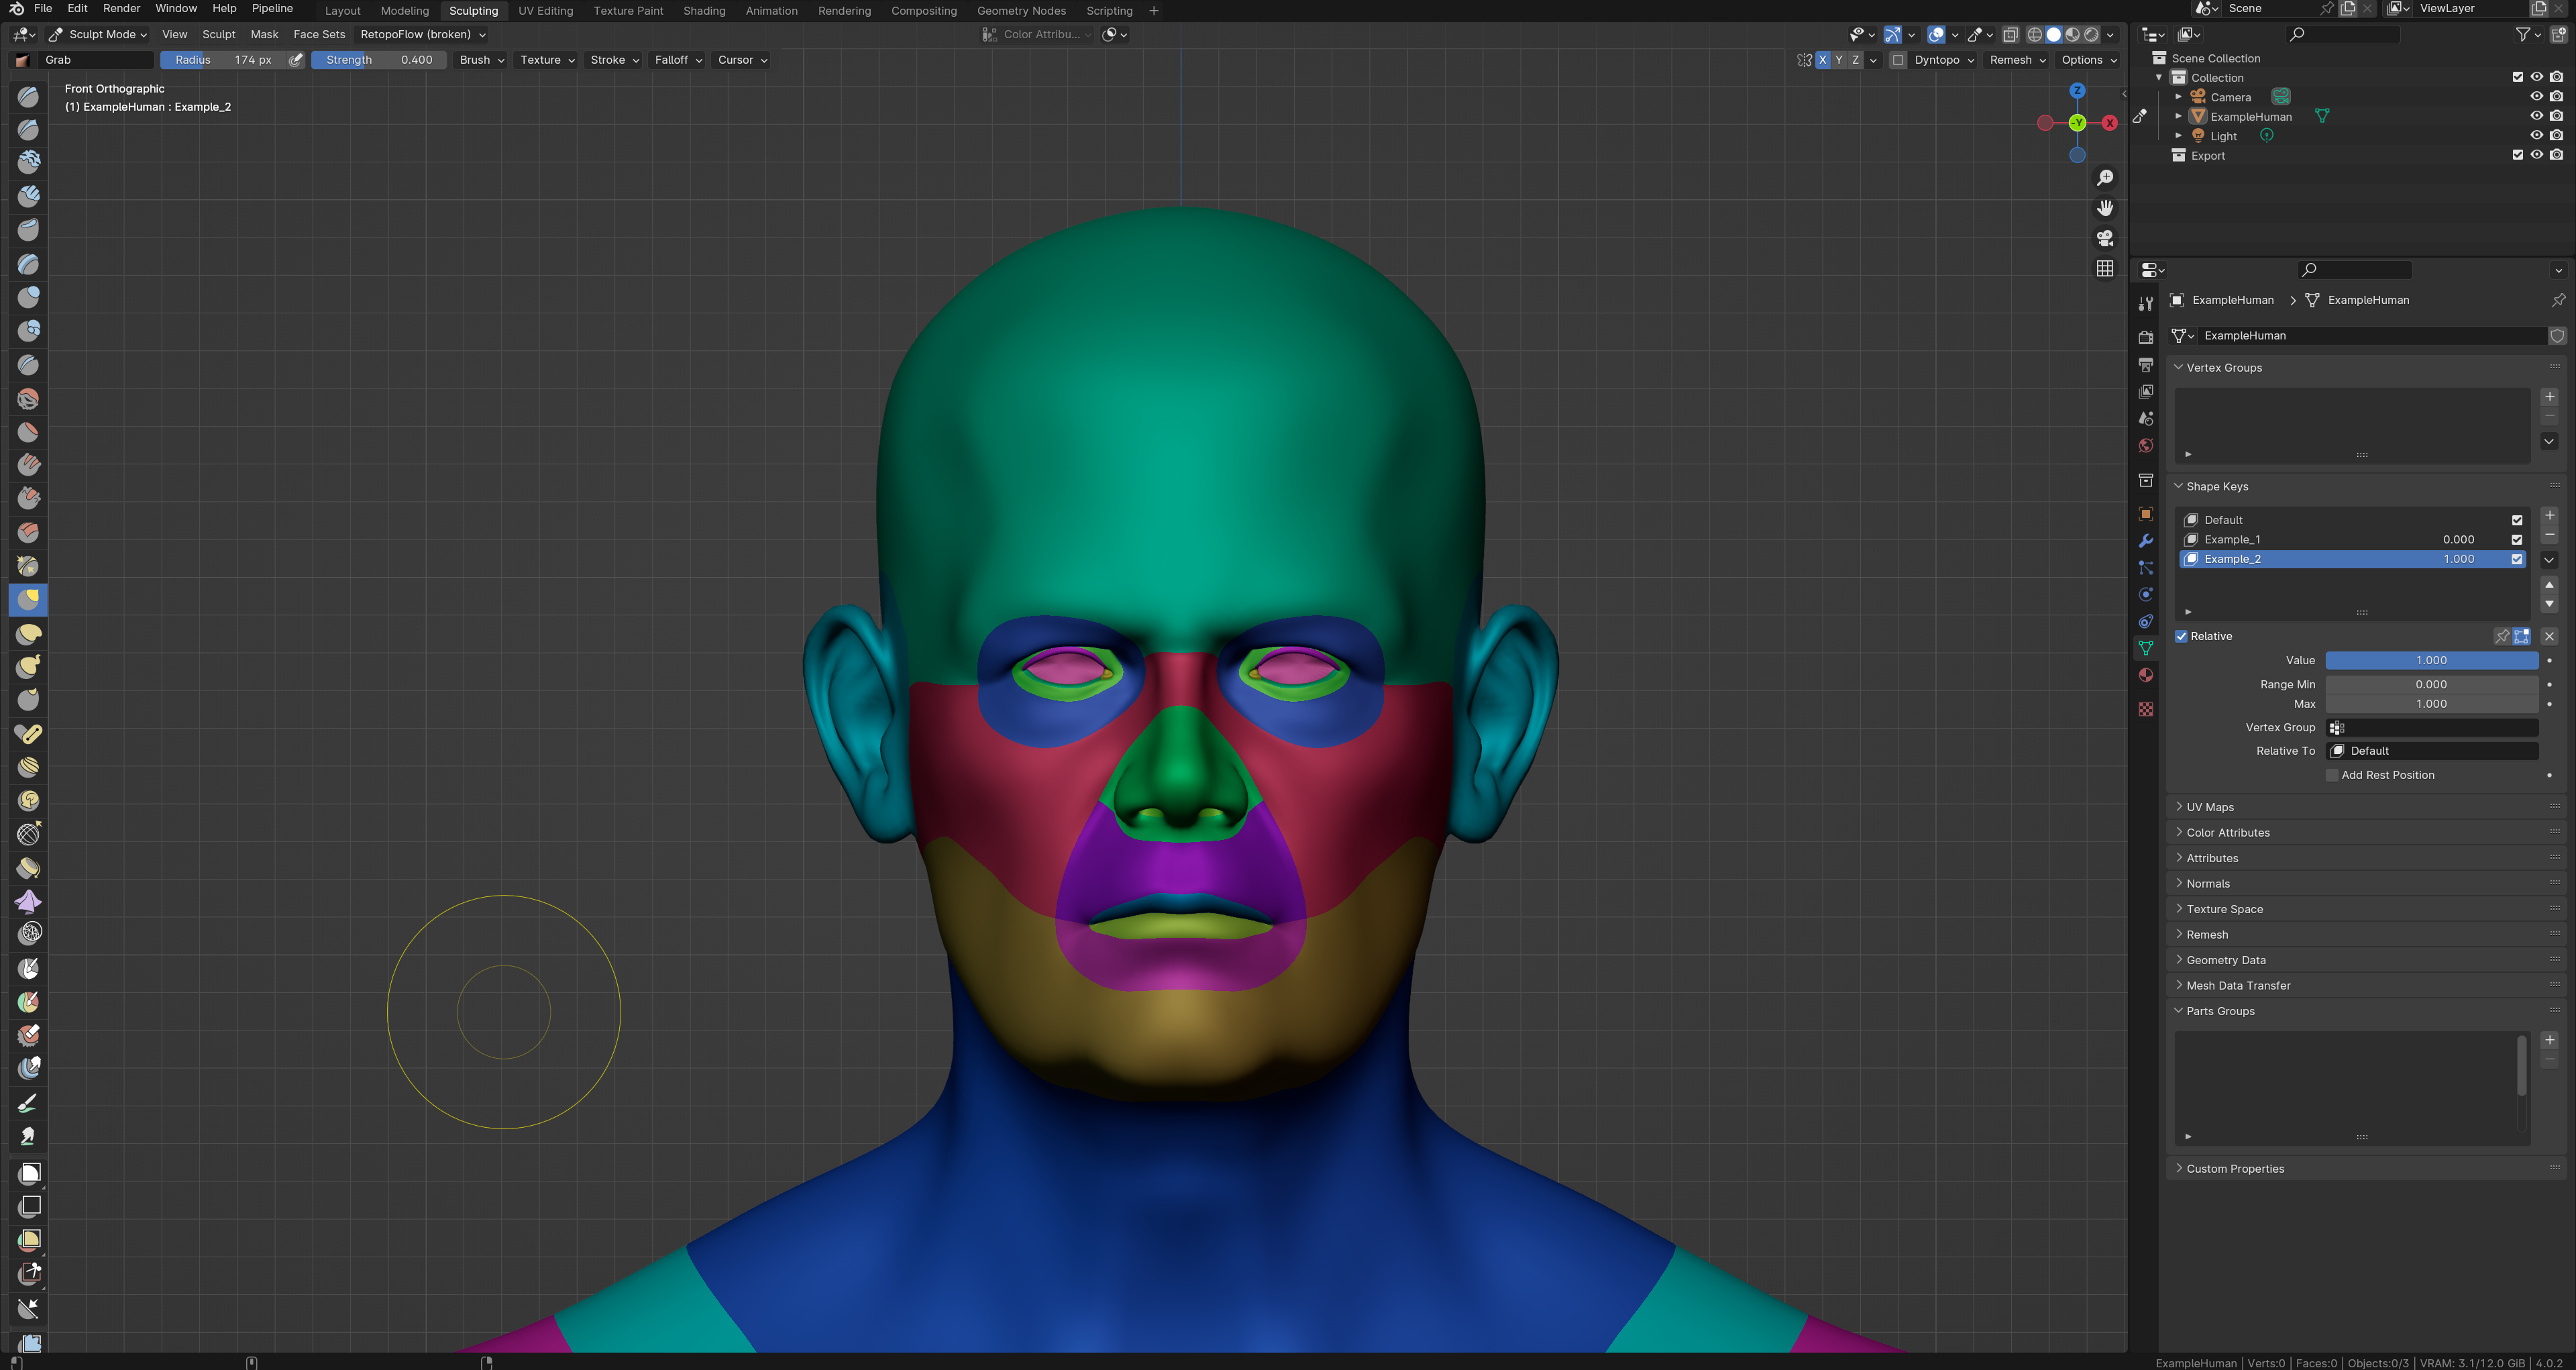 File Edit Render Window Help Pipeline Layout Modeling Sculpting UV Editing Texture Paint Shading Animation Rendering Compositing Geometry Nodes Scripting + Scene ViewLayer
Sculpt Mode View Sculpt Mask Face Sets RetopoFlow (broken) Color Attribu...
Grab Radius 174 px Strength 0.400 Brush Texture Stroke Falloff Cursor X Y Z Dyntopo Remesh Options
Front Orthographic
(1) ExampleHuman : Example_2
Z
-Y X
Scene Collection
Collection
Camera
ExampleHuman
Light
Export
ExampleHuman > ExampleHuman
ExampleHuman
Vertex Groups
Shape Keys
Default
Example_1 0.000
Example_2 1.000
Relative
Value 1.000
Range Min 0.000
Max 1.000
Vertex Group
Relative To Default
Add Rest Position
UV Maps
Color Attributes
Attributes
Normals
Texture Space
Remesh
Geometry Data
Mesh Data Transfer
Parts Groups
Custom Properties
ExampleHuman | Verts:0 | Faces:0 | Objects:0/3 | VRAM: 3.1/12.0 GiB | 4.0.2